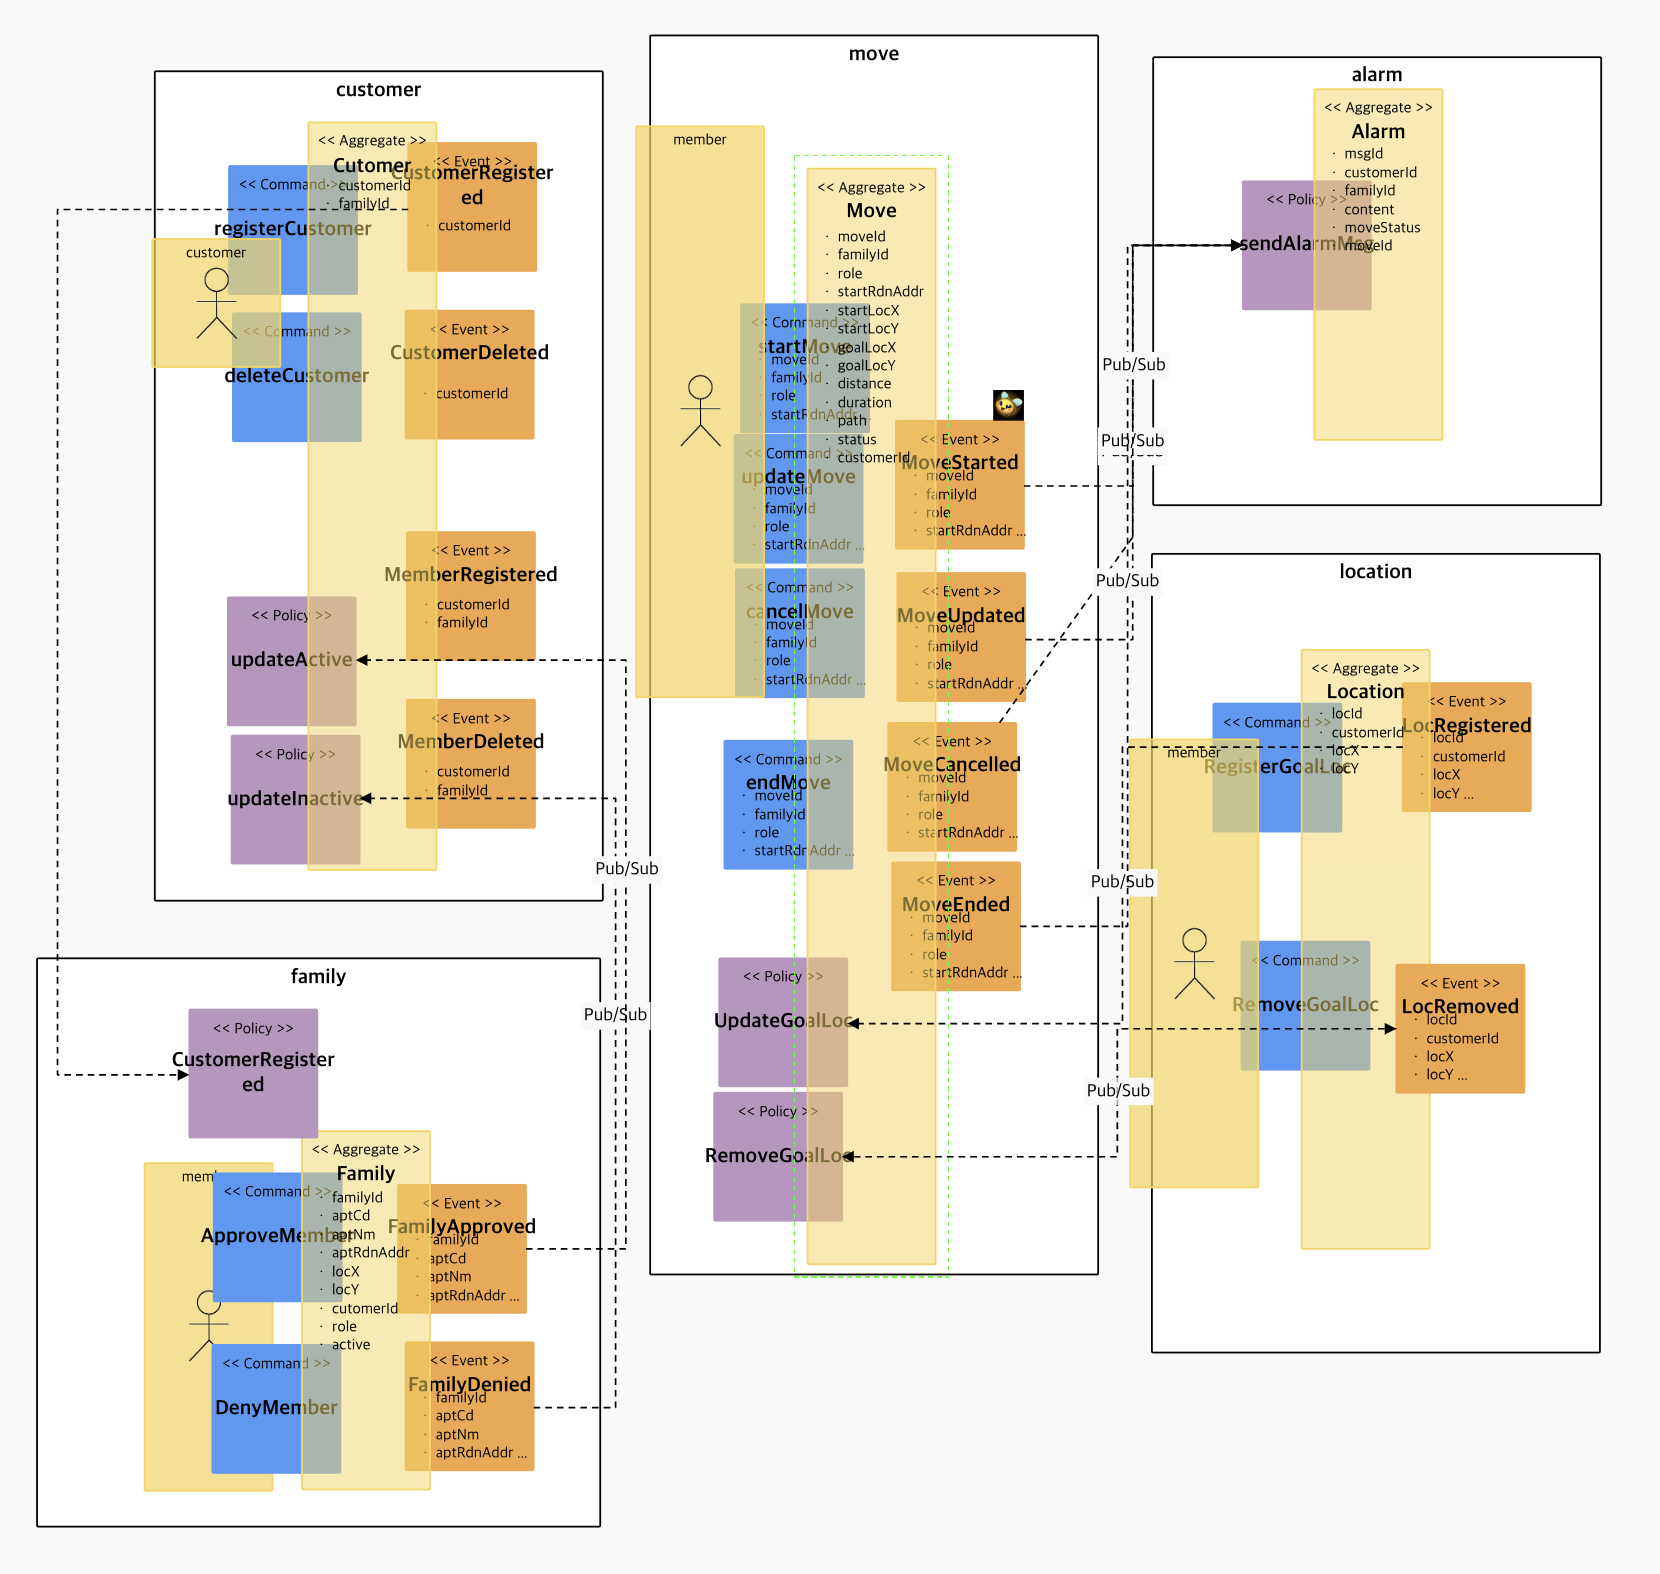 customer
<< Aggregate >>
Cutomer
· customerId
· familyId
<< Command >>
registerCustomer
<< Event >>
CustomerRegister
ed
· customerId
customer
<< Command >>
deleteCustomer
<< Event >>
CustomerDeleted
· customerId
<< Event >>
MemberRegistered
· customerId
· familyId
<< Policy >>
updateActive
<< Event >>
MemberDeleted
· customerId
· familyId
<< Policy >>
updateInactive
Pub/Sub
Pub/Sub
family
<< Policy >>
CustomerRegister
ed
<< Aggregate >>
Family
· familyId
· aptCd
· aptNm
· aptRdnAddr
· locX
· locY
· cutomerId
· role
· active
<< Command >>
ApproveMember
<< Event >>
FamilyApproved
· familyId
· aptCd
· aptNm
· aptRdnAddr ...
<< Command >>
DenyMember
<< Event >>
FamilyDenied
· familyId
· aptCd
· aptNm
· aptRdnAddr ...
move
member
<< Aggregate >>
Move
· moveId
· familyId
· role
· startRdnAddr
· startLocX
· startLocY
· goalLocX
· goalLocY
· distance
· duration
· path
· status
· customerId
<< Command >>
startMove
· moveId
· familyId
· role
· startRdnAddr
<< Command >>
updateMove
· moveId
· familyId
· role
· startRdnAddr ...
<< Command >>
cancelMove
· moveId
· familyId
· role
· startRdnAddr ...
<< Command >>
endMove
· moveId
· familyId
· role
· startRdnAddr ...
<< Event >>
MoveStarted
· moveId
· familyId
· role
· startRdnAddr ...
<< Event >>
MoveUpdated
· moveId
· familyId
· role
· startRdnAddr ...
<< Event >>
MoveCancelled
· moveId
· familyId
· role
· startRdnAddr ...
<< Event >>
MoveEnded
· moveId
· familyId
· role
· startRdnAddr ...
<< Policy >>
UpdateGoalLoc
<< Policy >>
RemoveGoalLoc
Pub/Sub
Pub/Sub
Pub/Sub
Pub/Sub
Pub/Sub
alarm
<< Aggregate >>
Alarm
· msgId
· customerId
· familyId
· content
· moveStatus
· moveId
<< Policy >>
sendAlarmMsg
location
<< Aggregate >>
Location
· locId
· customerId
· locX
· locY
<< Command >>
RegisterGoalLoc
<< Event >>
LocRegistered
· locId
· customerId
· locX
· locY ...
member
<< Command >>
RemoveGoalLoc
<< Event >>
LocRemoved
· locId
· customerId
· locX
· locY ...